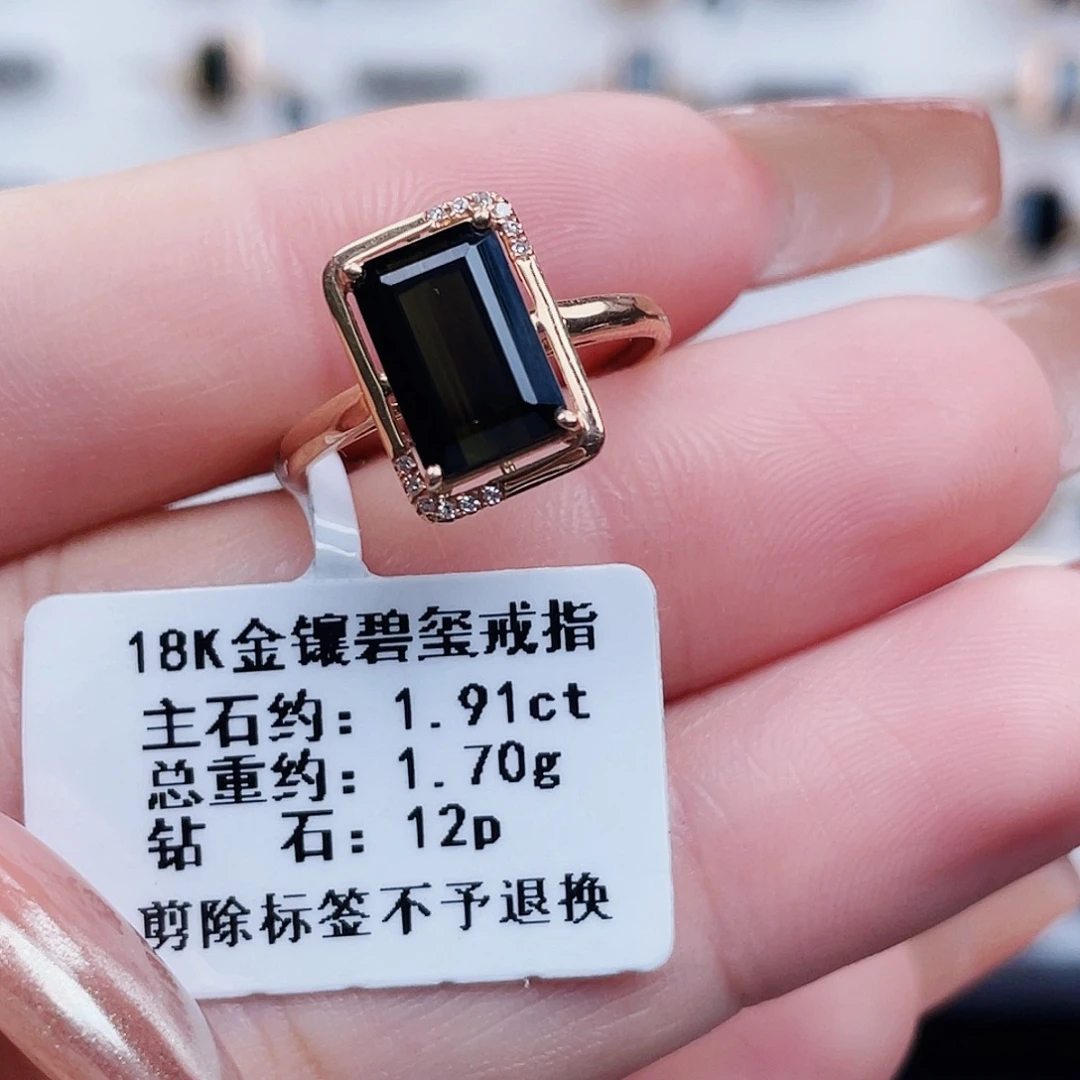 18K金镶碧玺戒指
主石约：1.91ct
总重约：1.70g
钻 石：12p
剪除标签不予退换